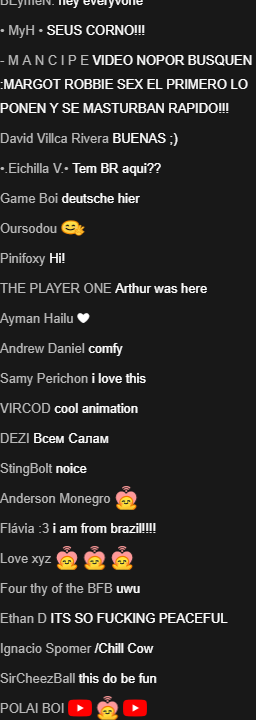 BLeymeN. hey everyvone
• MyH • SEUS CORNO!!!
- M A N C I P E VIDEO NOPOR BUSQUEN
:MARGOT ROBBIE SEX EL PRIMERO LO
PONEN Y SE MASTURBAN RAPIDO!!!
David Villca Rivera BUENAS ;)
•.Eichilla V.• Tem BR aqui??
Game Boi deutsche hier
Oursodou
Pinifoxy Hi!
THE PLAYER ONE Arthur was here
Ayman Hailu
Andrew Daniel comfy
Samy Perichon i love this
VIRCOD cool animation
DEZI Всем Салам
StingBolt noice
Anderson Monegro
Flávia :3 i am from brazil!!!!
Love xyz
Four thy of the BFB uwu
Ethan D ITS SO FUCKING PEACEFUL
Ignacio Spomer /Chill Cow
SirCheezBall this do be fun
POLAI BOI